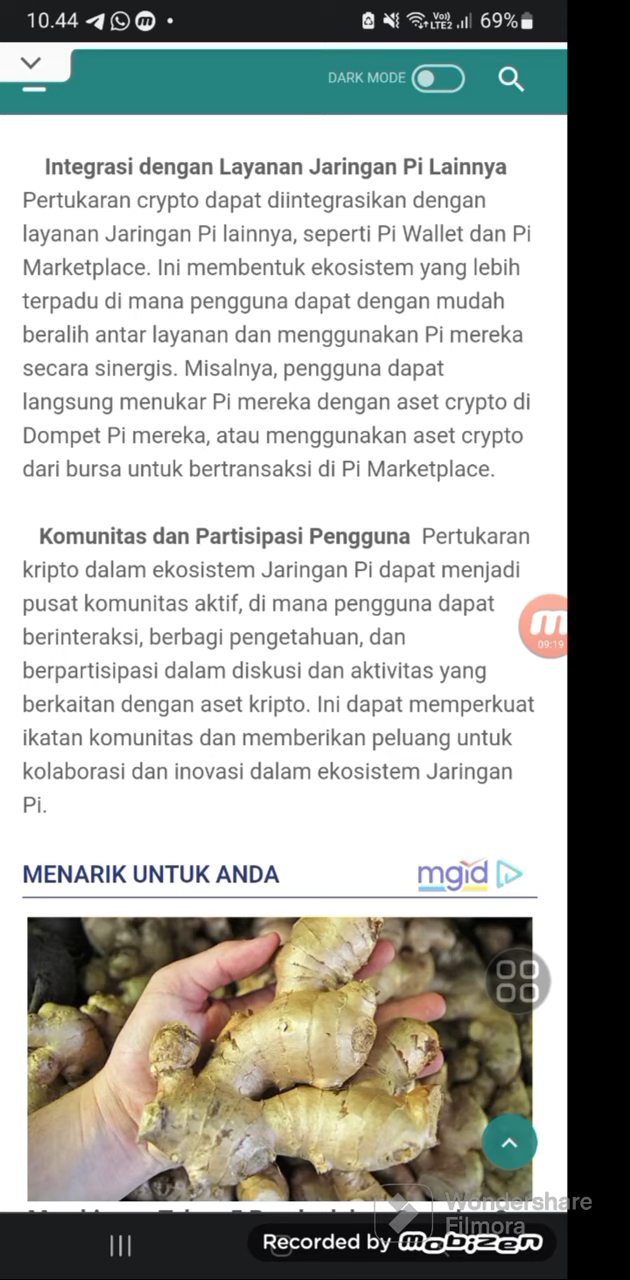 10.44
Vo))
LTE2
69%
DARK MODE
Integrasi dengan Layanan Jaringan Pi Lainnya
Pertukaran crypto dapat diintegrasikan dengan
layanan Jaringan Pi lainnya, seperti Pi Wallet dan Pi
Marketplace. Ini membentuk ekosistem yang lebih
terpadu di mana pengguna dapat dengan mudah
beralih antar layanan dan menggunakan Pi mereka
secara sinergis. Misalnya, pengguna dapat
langsung menukar Pi mereka dengan aset crypto di
Dompet Pi mereka, atau menggunakan aset crypto
dari bursa untuk bertransaksi di Pi Marketplace.
Komunitas dan Partisipasi Pengguna Pertukaran
kripto dalam ekosistem Jaringan Pi dapat menjadi
pusat komunitas aktif, di mana pengguna dapat
berinteraksi, berbagi pengetahuan, dan
berpartisipasi dalam diskusi dan aktivitas yang
berkaitan dengan aset kripto. Ini dapat memperkuat
ikatan komunitas dan memberikan peluang untuk
kolaborasi dan inovasi dalam ekosistem Jaringan
Pi.
m
09:19
MENARIK UNTUK ANDA
mgid
Wondershare
Filmora
Recorded by mobizen